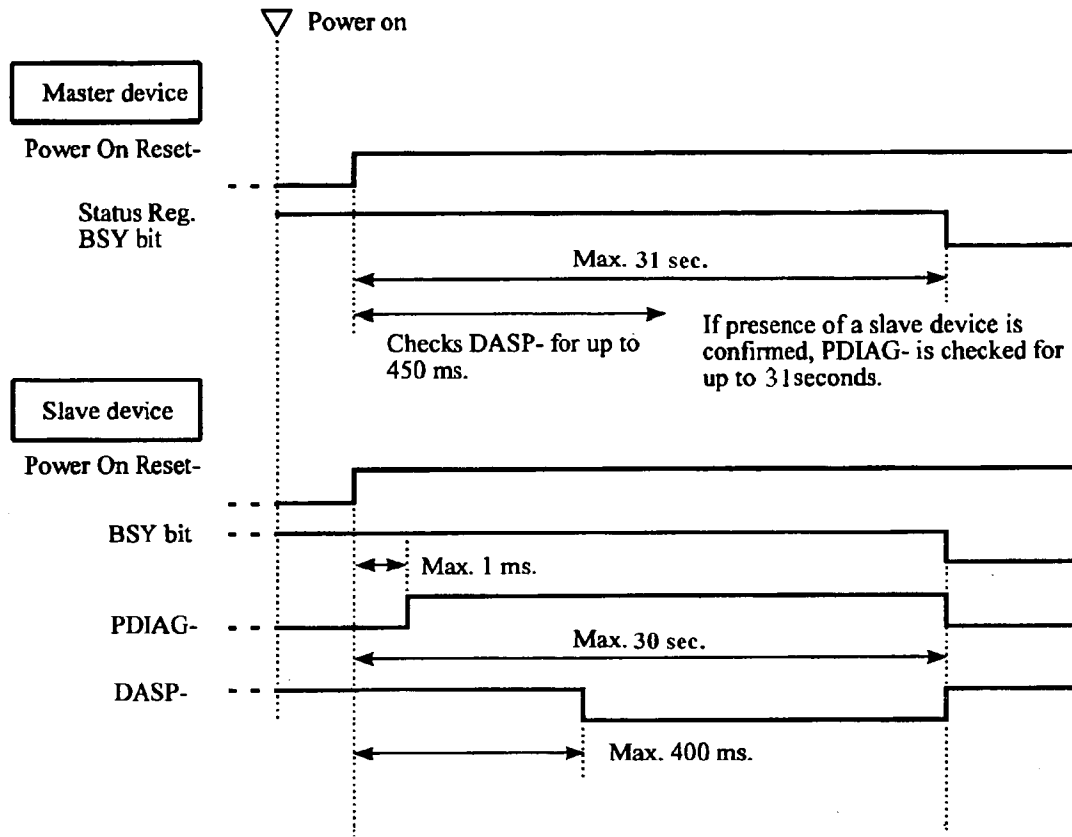 Power on
Master device
Power On Reset-
Status Reg.
BSY bit
Max. 31 sec.
Checks DASP- for up to
450 ms.
If presence of a slave device is
confirmed, PDIAG- is checked for
up to 31seconds.
Slave device
Power On Reset-
BSY bit
Max. 1 ms.
PDIAG-
Max. 30 sec.
DASP-
Max. 400 ms.